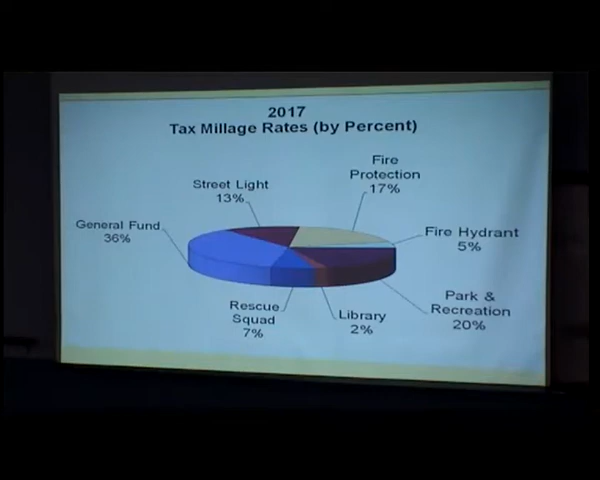 2017
Tax Millage Rates (by Percent)
Fire
Protection
17%
Street Light
13%
General Fund
36%
Fire Hydrant
5%
Park &
Recreation
20%
Rescue
Squad
7%
Library
2%